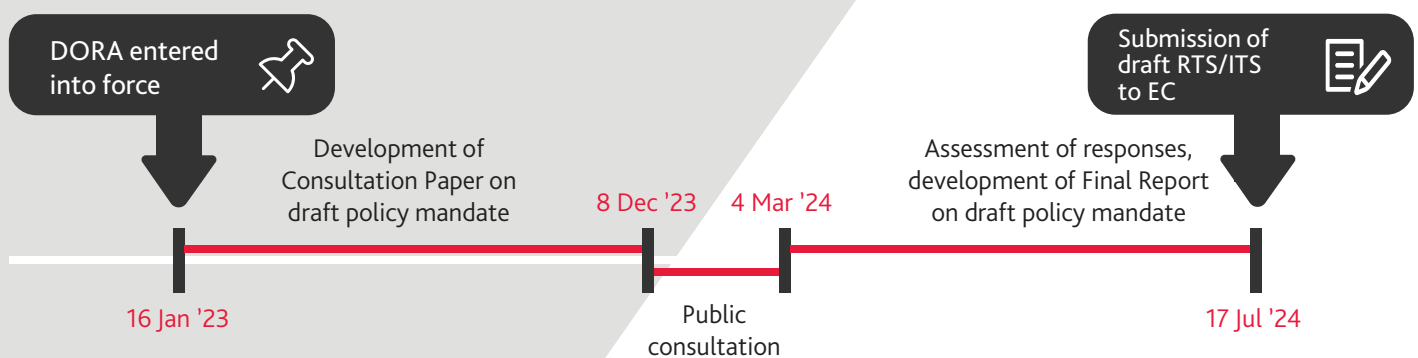 DORA entered
into force
Submission of
draft RTS/ITS
to EC
Development of
Consultation Paper on
draft policy mandate
Assessment of responses,
development of Final Report
on draft policy mandate
8 Dec '23
4 Mar '24
16 Jan '23
Public
consultation
17 Jul '24